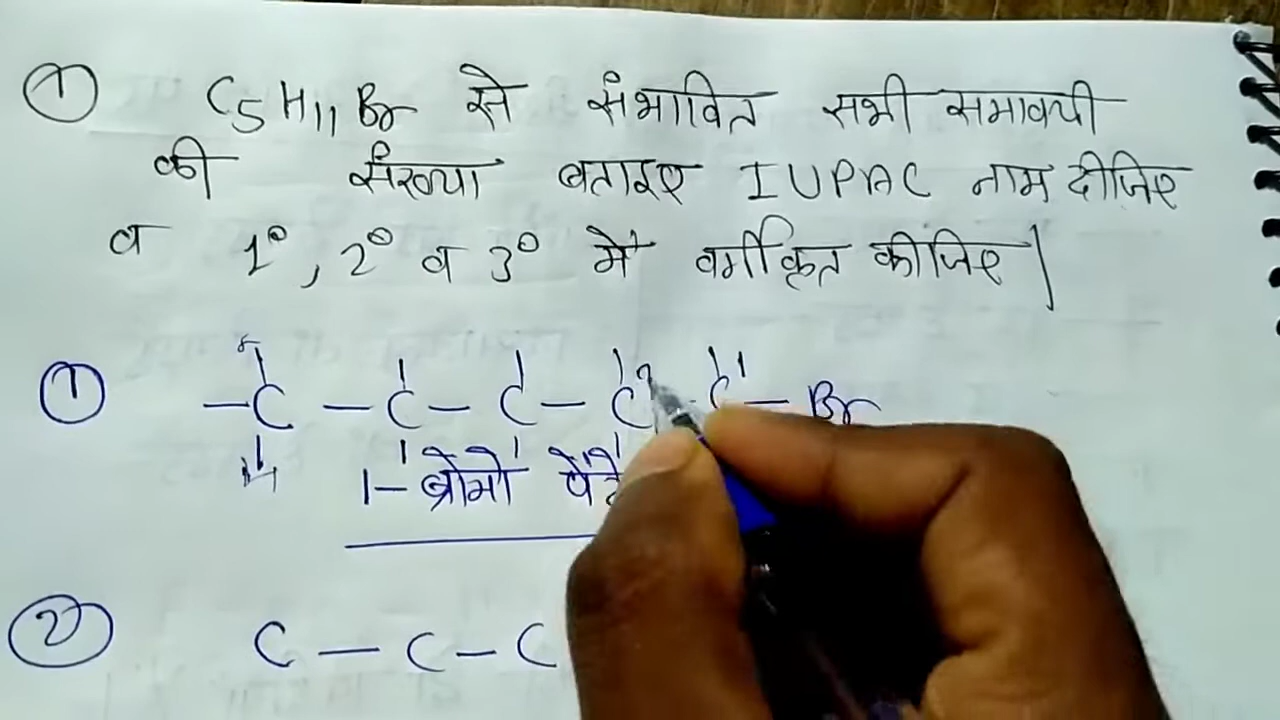 ① C5H11Br से संभावित सभी समावयी
की संख्या बताइए IUPAC नाम दीजिए
व 1°, 2° व 3° में वर्गीकृत कीजिए|
① –C–C–C–C–C–Br
1–ब्रोमो
② C–C–C